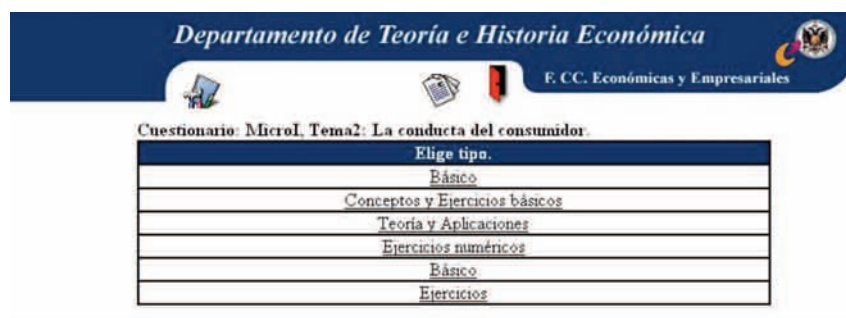 Departamento de Teoría e Historia Económica
F. CC. Económicas y Empresariales
Cuestionario: MicroI, Tema2: La conducta del consumidor.
Elige tipo.
Básico
Conceptos y Ejercicios básicos
Teoría y Aplicaciones
Ejercicios numéricos
Básico
Ejercicios